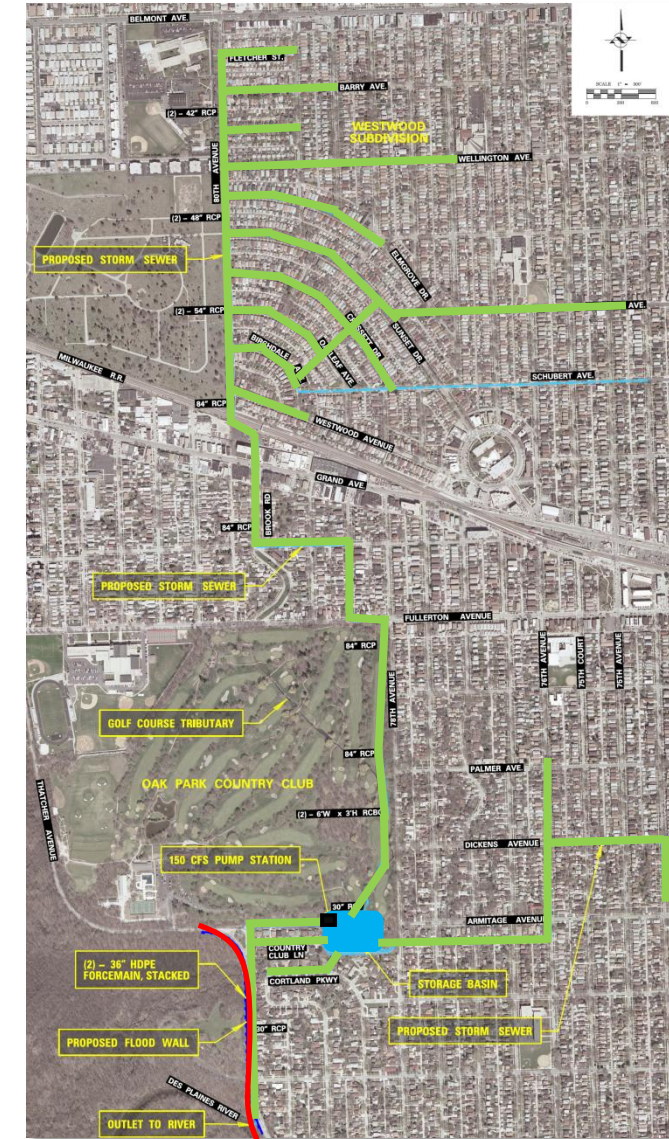 BELMONT AVE.
SCALE 1" = 300'
FLETCHER ST.
BARRY AVE.
(2) - 42" RCP
WESTWOOD
SUBDIVISION
80TH AVENUE
WELLINGTON AVE.
(2) - 48" RCP
PROPOSED STORM SEWER
ELMGROVE DR.
AVE.
(2) - 54" RCP
SUNSET DR.
BIRCHDALE
MILWAUKEE R.R.
SCHUBERT AVE.
84" RCP
WESTWOOD AVENUE
GRAND AVE
84" RCP
BROOK RD
PROPOSED STORM SEWER
FULLERTON AVENUE
84" RCP
78TH AVENUE
76TH AVENUE
75TH COURT
75TH AVENUE
GOLF COURSE TRIBUTARY
84" RCP
PALMER AVE.
OAK PARK COUNTRY CLUB
THATCHER AVENUE
(2) - 6'W x 3'H RCBC
DICKENS AVENUE
150 CFS PUMP STATION
30" RCP
ARMITAGE AVENUE
COUNTRY
CLUB LN
(2) - 36" HDPE
FORCEMAIN, STACKED
CORTLAND PKWY
STORAGE BASIN
30" RCP
PROPOSED STORM SEWER
PROPOSED FLOOD WALL
DES PLAINES RIVER
OUTLET TO RIVER